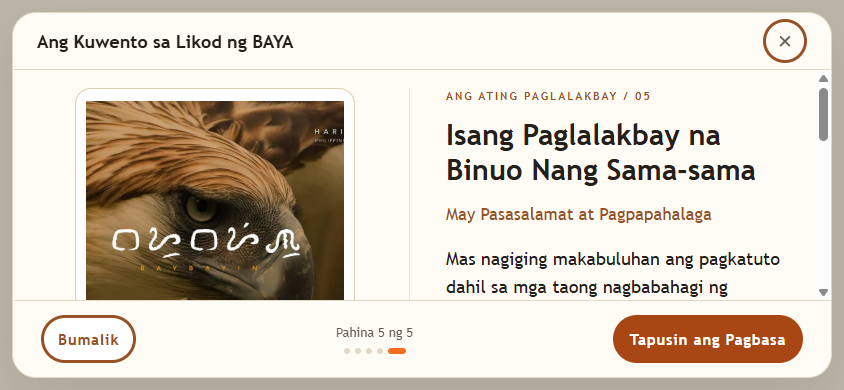 Ang Kuwento sa Likod ng BAYA
ANG ATING PAGLALAKBAY / 05
Isang Paglalakbay na
Binuo Nang Sama-sama
May Pasasalamat at Pagpapahalaga
Mas nagiging makabuluhan ang pagkatuto
dahil sa mga taong nagbabahagi ng
HARI
BAYBAYIN
Bumalik
Pahina 5 ng 5
Tapusin ang Pagbasa